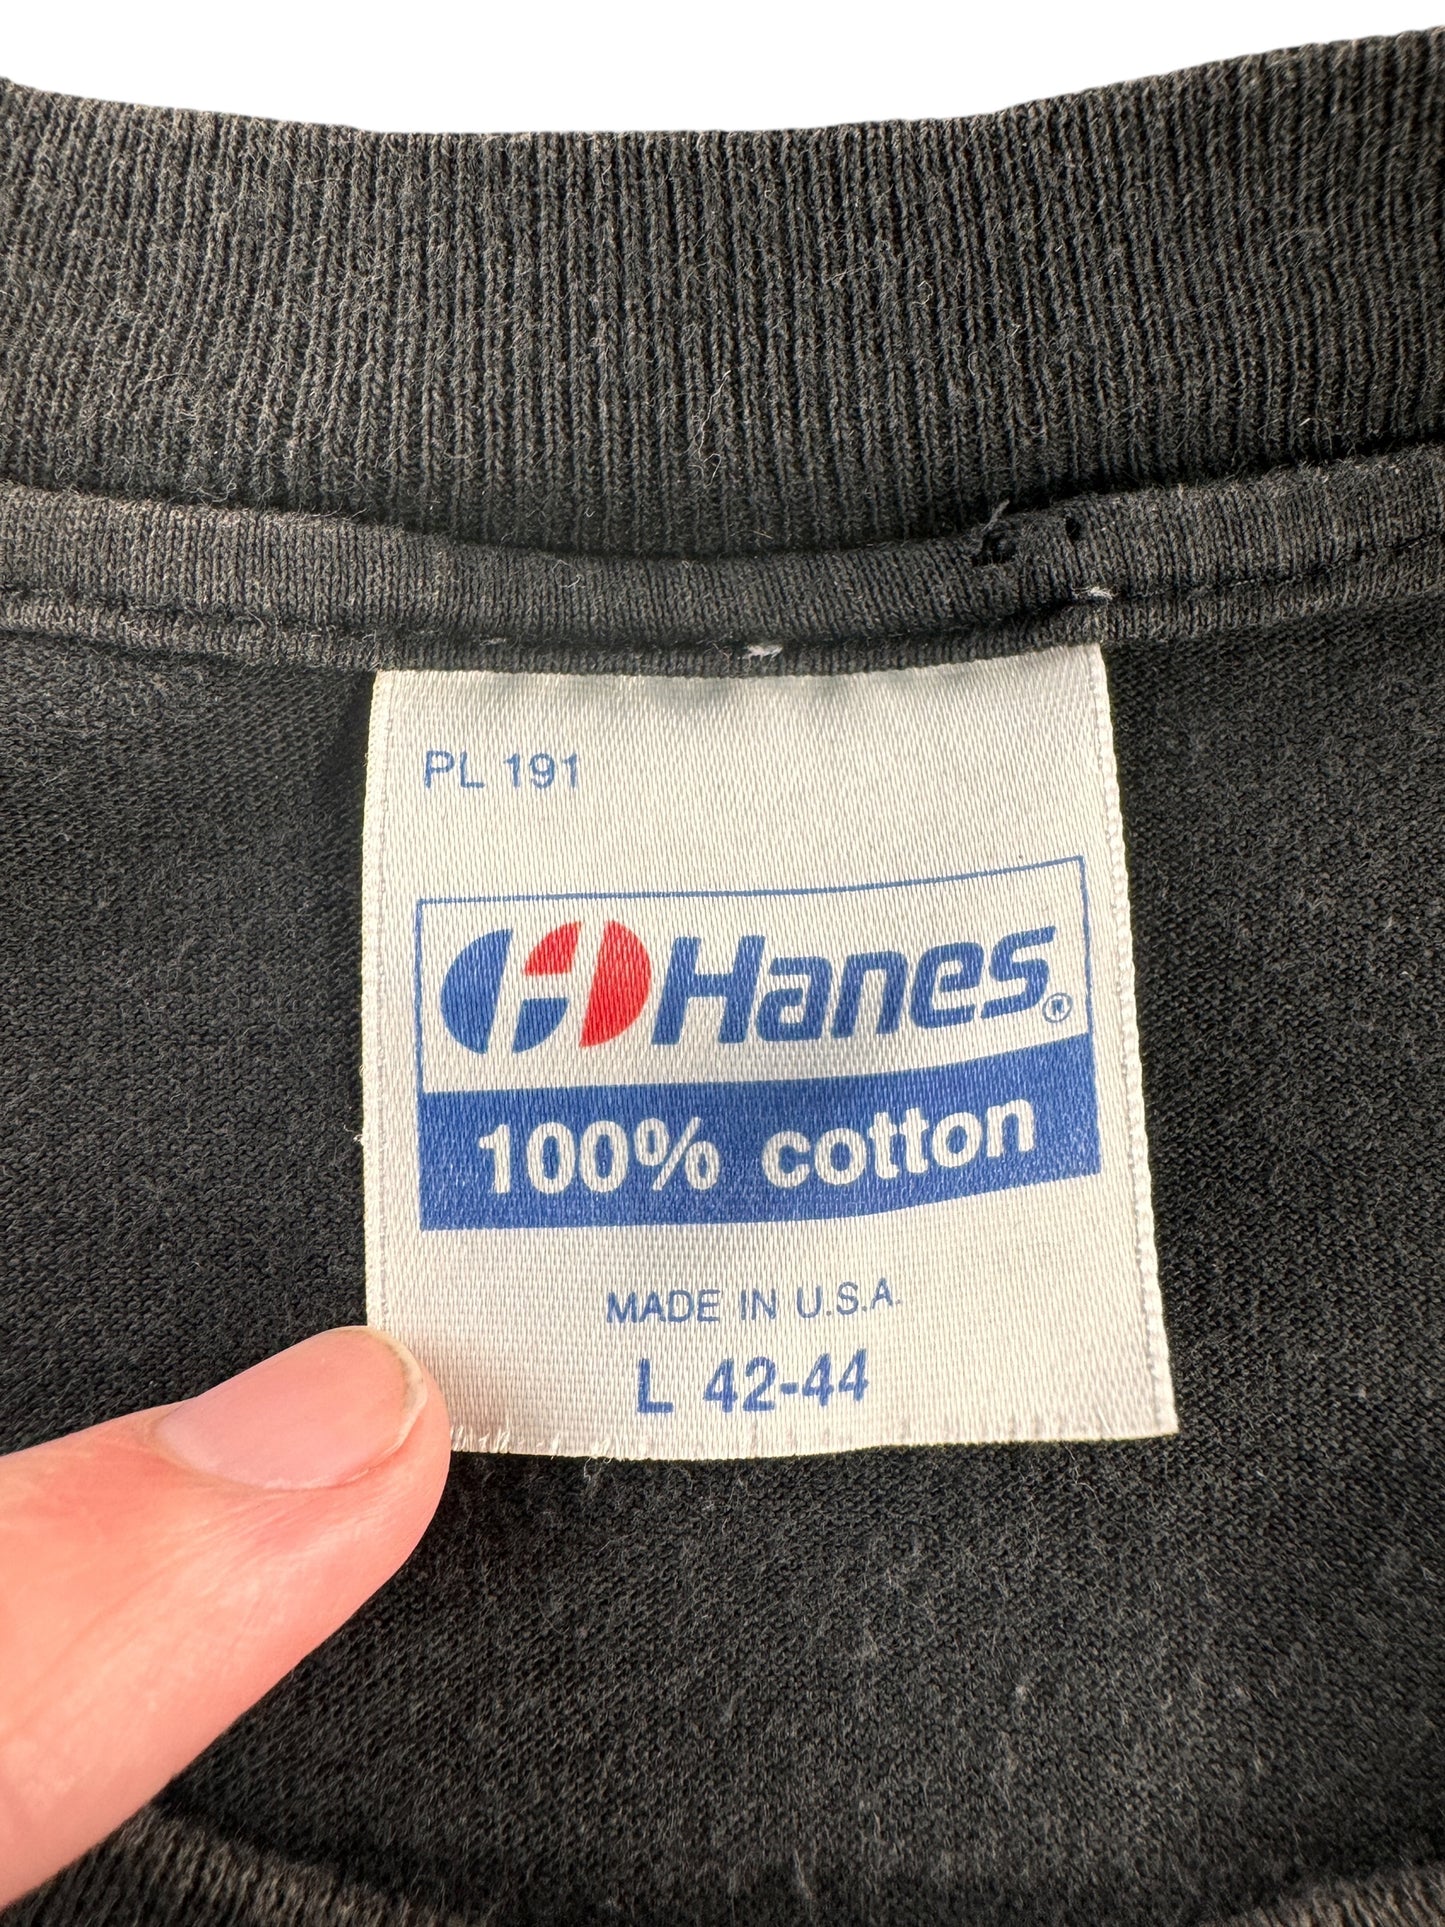 PL 191
Hanes®
100% cotton
MADE IN U.S.A.
L 42-44